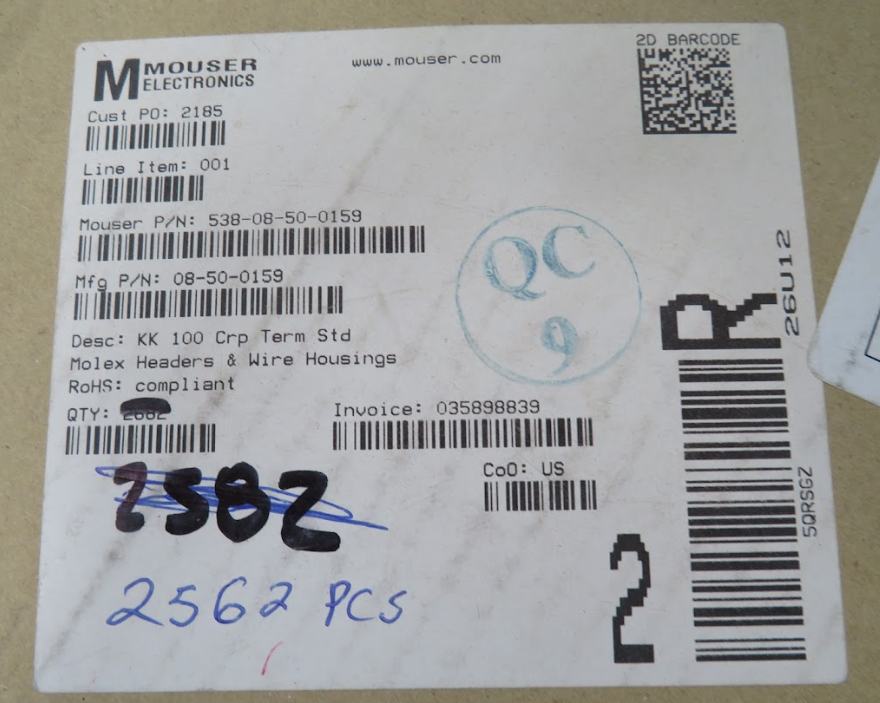 MOUSER
ELECTRONICS
www.mouser.com
2D BARCODE
Cust PO: 2185
Line Item: 001
Mouser P/N: 538-08-50-0159
Mfg P/N: 08-50-0159
QC
9
Desc: KK 100 Crp Term Std
Molex Headers & Wire Housings
RoHS: compliant
QTY: 2682
Invoice: 035898839
CoO: US
2582
2562 PCS
R
26U12
5QRSGZ
2